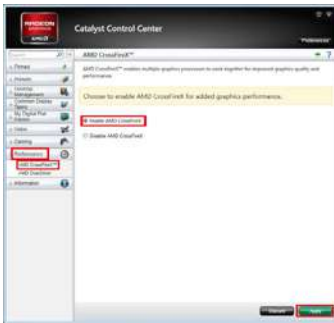 RADEON
GRAPHICS
AMD
Catalyst Control Center
Preferences
Pinned
Presets
Desktop
Management
Common Display
Tasks
My Digital Flat-
Panels
Video
Gaming
Performance
AMD CrossFireX™
AMD OverDrive
Information
AMD CrossFireX™
AMD CrossFireX™ enables multiple graphics processors to work together for improved graphics quality and
performance.
Choose to enable AMD CrossFireX for added graphics performance.
Enable AMD CrossFireX
Disable AMD CrossFireX
Discard
Apply